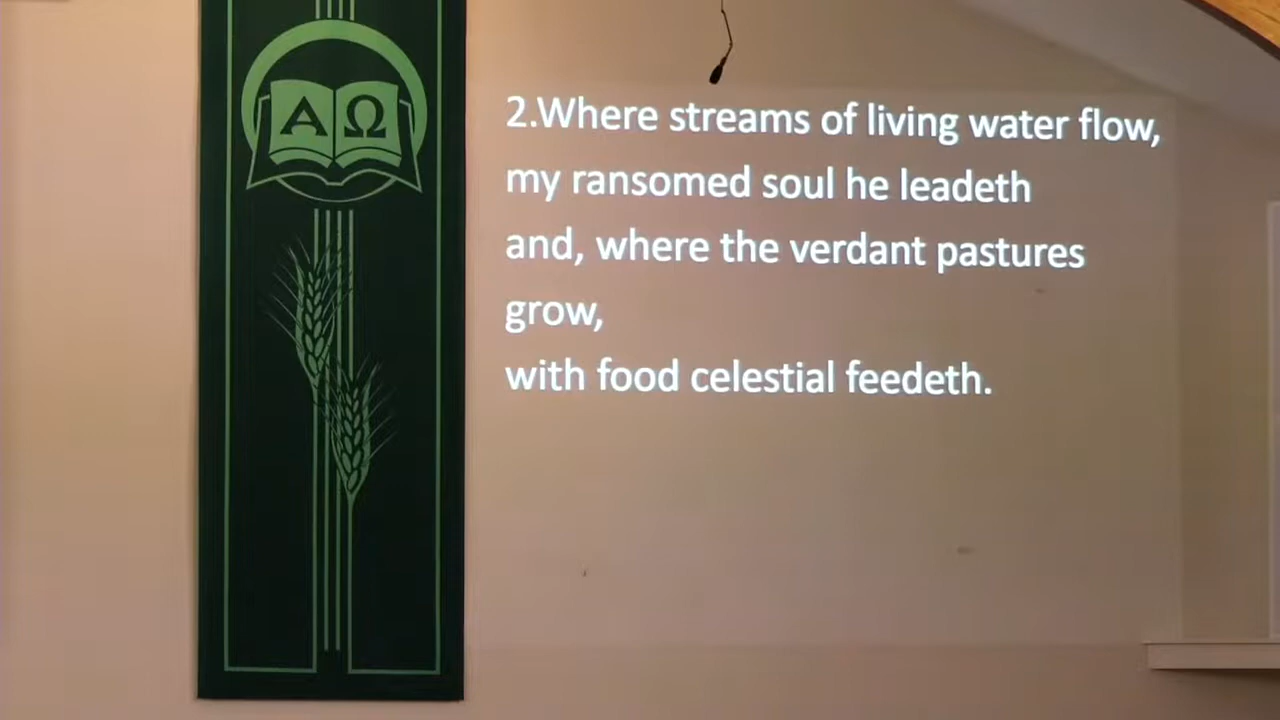 Α Ω
2.Where streams of living water flow,
my ransomed soul he leadeth
and, where the verdant pastures
grow,
with food celestial feedeth.